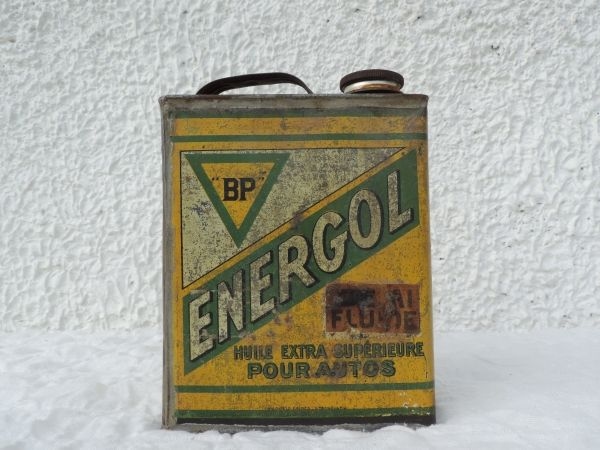 "BP"
ENERGOL
FLUIDE
HUILE EXTRA SUPÉRIEURE
POUR AUTOS